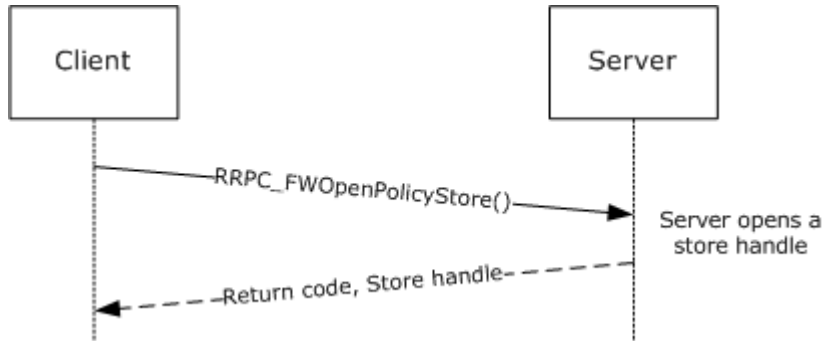 Client
Server
RRPC_FWOpenPolicyStore()
Server opens a
store handle
Return code, Store handle